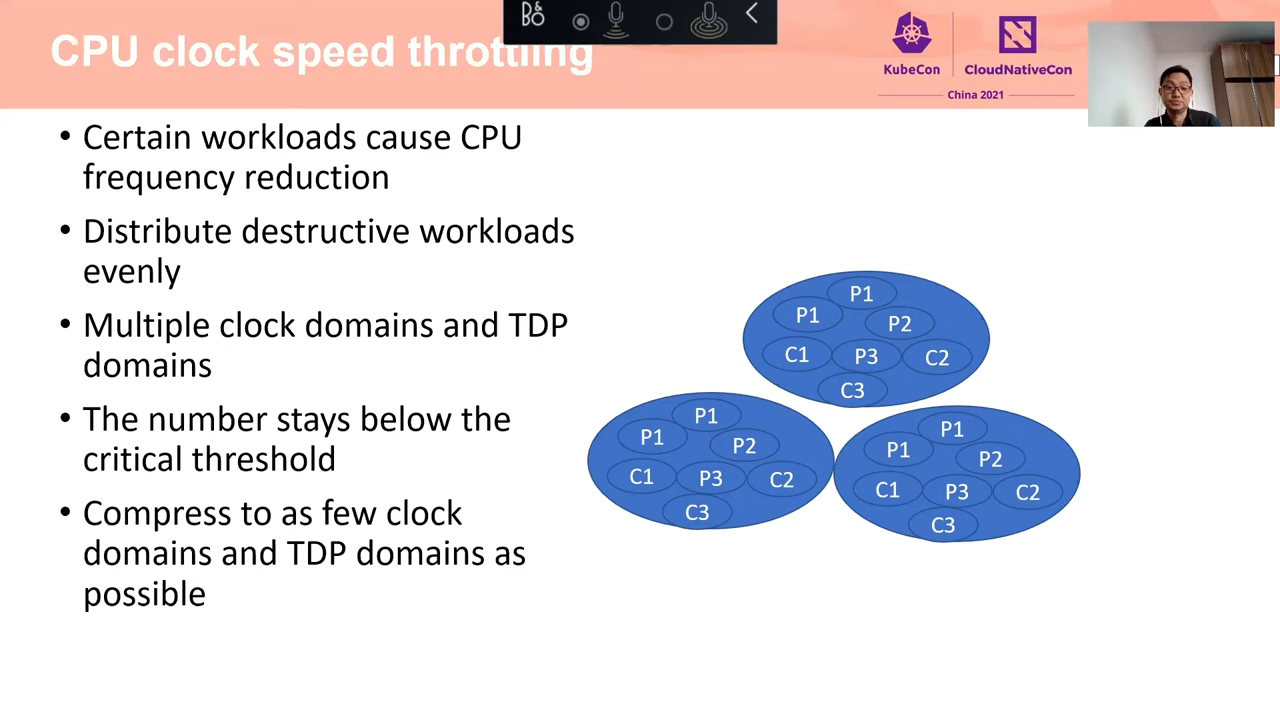 B&O
CPU clock speed throttling
KubeCon
CloudNativeCon
China 2021
• Certain workloads cause CPU
frequency reduction
• Distribute destructive workloads
evenly
• Multiple clock domains and TDP
domains
• The number stays below the
critical threshold
• Compress to as few clock
domains and TDP domains as
possible
P1
P1
P2
C1
P3
C2
C3
P1
P1
P2
C1
P3
C2
C3
P1
P1
P2
C1
P3
C2
C3